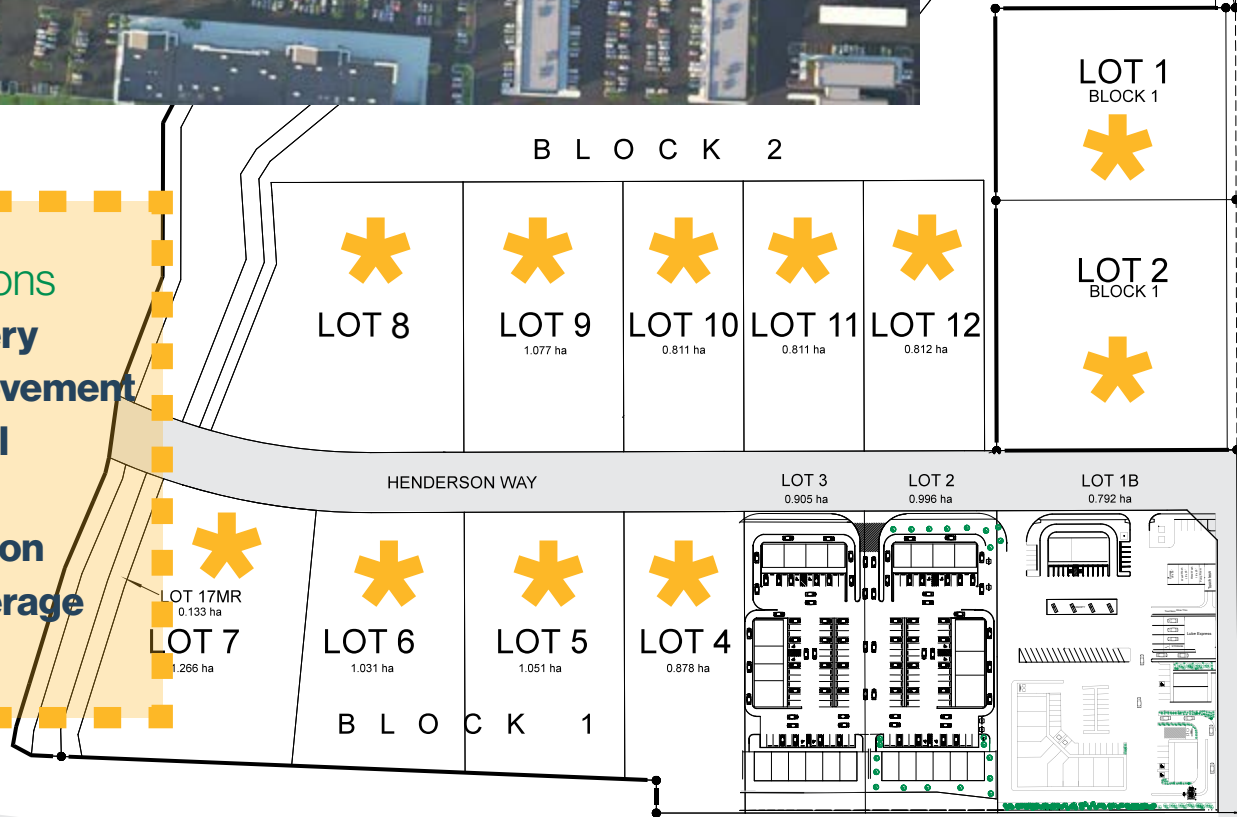 LOT 1
BLOCK 1
BLOCK 2
LOT 2
BLOCK 1
LOT 8
LOT 9
1.077 ha
LOT 10
0.811 ha
LOT 11
0.811 ha
LOT 12
0.812 ha
ons
ery
vement
l
on
erage
HENDERSON WAY
LOT 3
0.905 ha
LOT 2
0.996 ha
LOT 1B
0.792 ha
LOT 17MR
0.133 ha
LOT 7
1.266 ha
LOT 6
1.031 ha
LOT 5
1.051 ha
LOT 4
0.878 ha
BLOCK 1
Lube Express